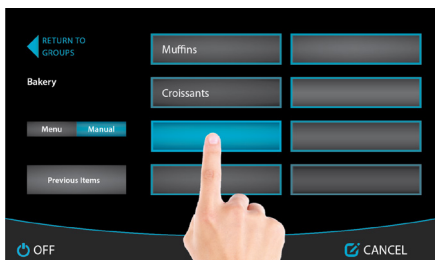 RETURN TO
GROUPS
Muffins
Bakery
Croissants
Menu Manual
Previous Items
OFF
CANCEL